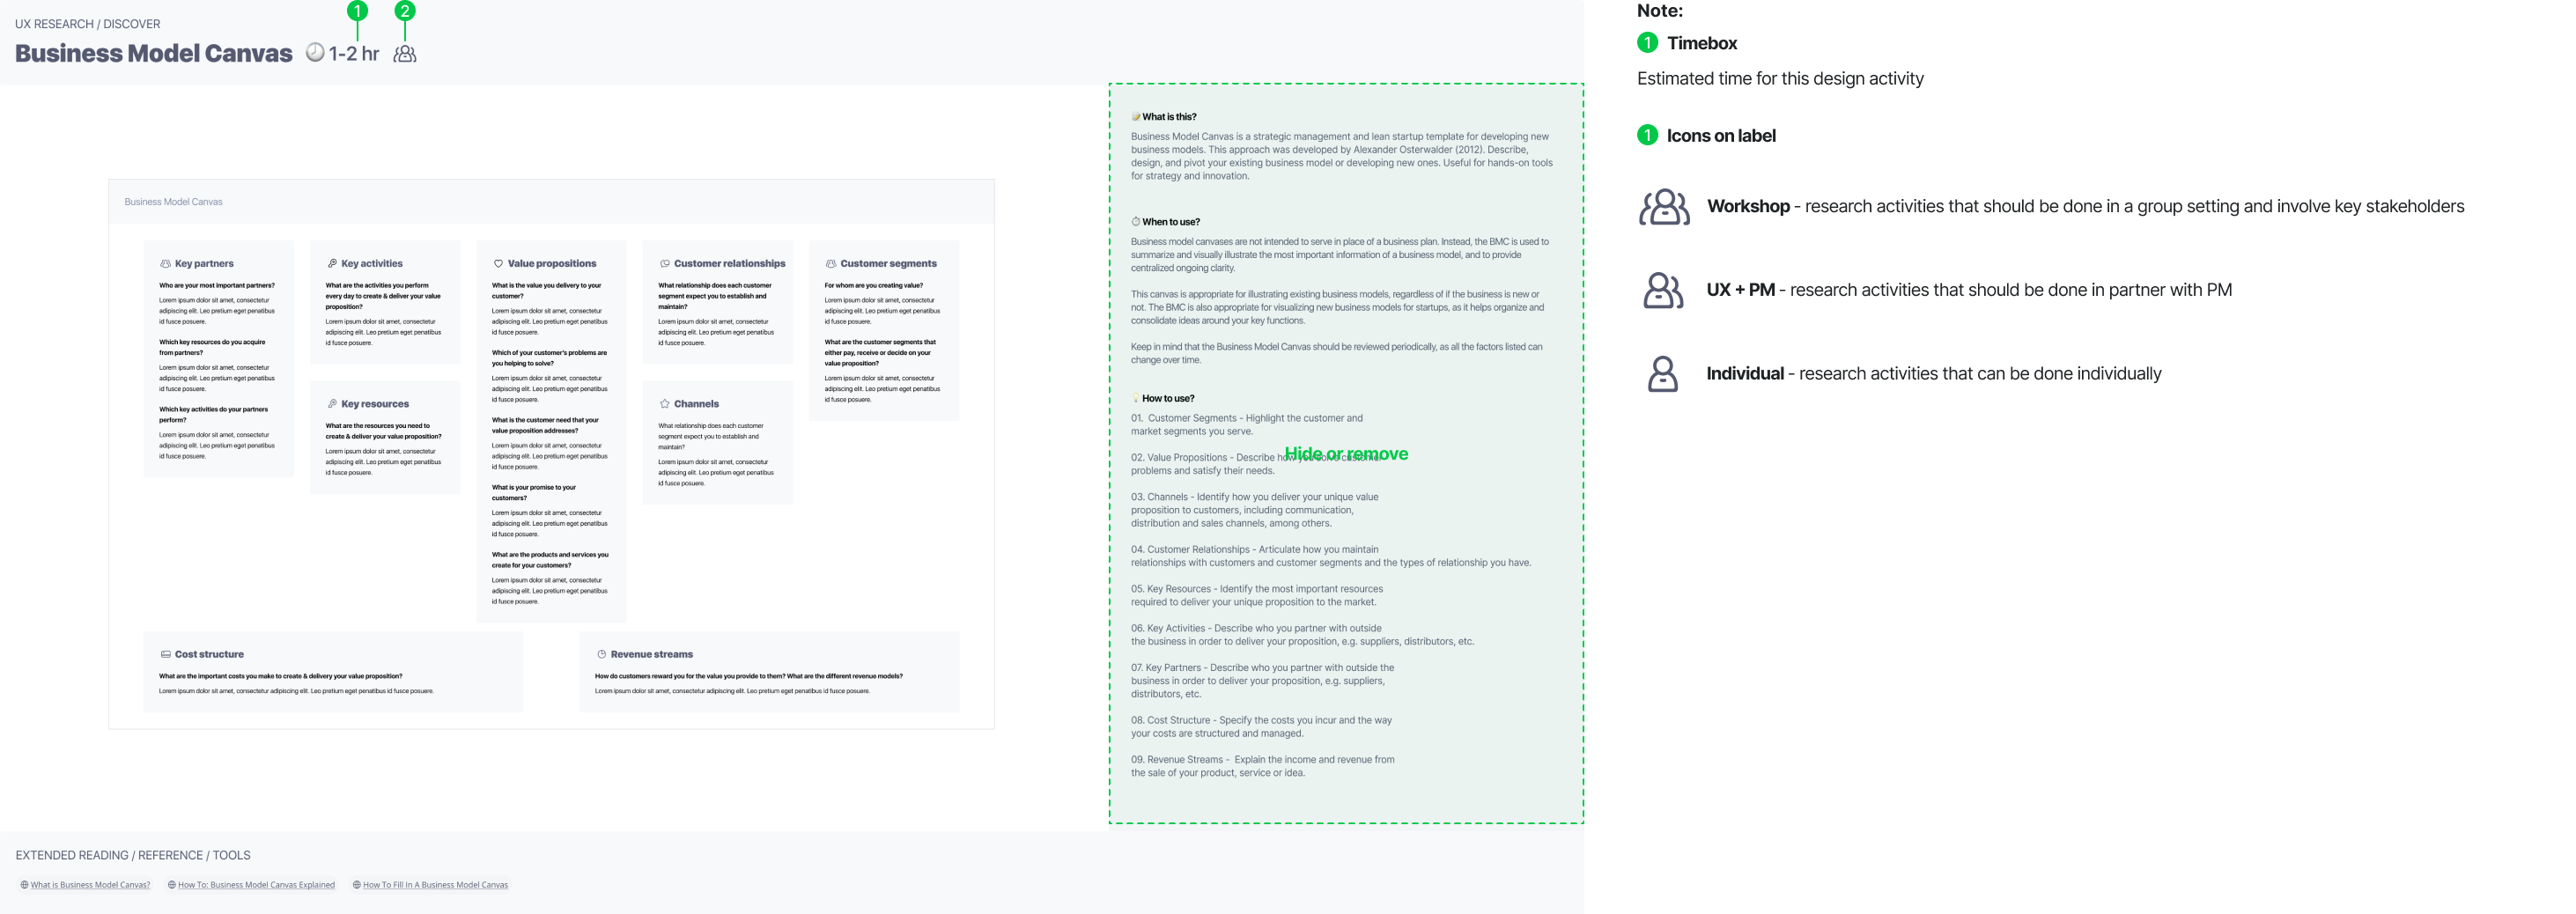 UX RESEARCH / DISCOVER
1
2
Business Model Canvas
1-2 hr
Business Model Canvas
Key partners
Who are your most important partners?
Lorem ipsum dolor sit amet, consectetur
adipiscing elit. Leo pretium eget penatibus
id fusce posuere.
Which key resources do you acquire
from partners?
Lorem ipsum dolor sit amet, consectetur
adipiscing elit. Leo pretium eget penatibus
id fusce posuere.
Which key activities do your partners
perform?
Lorem ipsum dolor sit amet, consectetur
adipiscing elit. Leo pretium eget penatibus
id fusce posuere.
Key activities
What are the activities you perform
every day to create & deliver your value
proposition?
Lorem ipsum dolor sit amet, consectetur
adipiscing elit. Leo pretium eget penatibus
id fusce posuere.
Key resources
What are the resources you need to
create & deliver your value proposition?
Lorem ipsum dolor sit amet, consectetur
adipiscing elit. Leo pretium eget penatibus
id fusce posuere.
Value propositions
What is the value you delivery to your
customer?
Lorem ipsum dolor sit amet, consectetur
adipiscing elit. Leo pretium eget penatibus
id fusce posuere.
Which of your customer's problems are
you helping to solve?
Lorem ipsum dolor sit amet, consectetur
adipiscing elit. Leo pretium eget penatibus
id fusce posuere.
What is the customer need that your
value proposition addresses?
Lorem ipsum dolor sit amet, consectetur
adipiscing elit. Leo pretium eget penatibus
id fusce posuere.
What is your promise to your
customers?
Lorem ipsum dolor sit amet, consectetur
adipiscing elit. Leo pretium eget penatibus
id fusce posuere.
What are the products and services you
create for your customers?
Lorem ipsum dolor sit amet, consectetur
adipiscing elit. Leo pretium eget penatibus
id fusce posuere.
Customer relationships
What relationship does each customer
segment expect you to establish and
maintain?
Lorem ipsum dolor sit amet, consectetur
adipiscing elit. Leo pretium eget penatibus
id fusce posuere.
Channels
What relationship does each customer
segment expect you to establish and
maintain?
Lorem ipsum dolor sit amet, consectetur
adipiscing elit. Leo pretium eget penatibus
id fusce posuere.
Customer segments
For whom are you creating value?
Lorem ipsum dolor sit amet, consectetur
adipiscing elit. Leo pretium eget penatibus
id fusce posuere.
What are the customer segments that
either pay, receive or decide on your
value proposition?
Lorem ipsum dolor sit amet, consectetur
adipiscing elit. Leo pretium eget penatibus
id fusce posuere.
Cost structure
What are the important costs you make to create & delivery your value proposition?
Lorem ipsum dolor sit amet, consectetur adipiscing elit. Leo pretium eget penatibus id fusce posuere.
Revenue streams
How do customers reward you for the value you provide to them? What are the different revenue models?
Lorem ipsum dolor sit amet, consectetur adipiscing elit. Leo pretium eget penatibus id fusce posuere.
What is this?
Business Model Canvas is a strategic management and lean startup template for developing new
business models. This approach was developed by Alexander Osterwalder (2012). Describe,
design, and pivot your existing business model or developing new ones. Useful for hands-on tools
for strategy and innovation.
When to use?
Business model canvases are not intended to serve in place of a business plan. Instead, the BMC is used to
summarize and visually illustrate the most important information of a business model, and to provide
centralized ongoing clarity.
This canvas is appropriate for illustrating existing business models, regardless of if the business is new or
not. The BMC is also appropriate for visualizing new business models for startups, as it helps organize and
consolidate ideas around your key functions.
Keep in mind that the Business Model Canvas should be reviewed periodically, as all the factors listed can
change over time.
How to use?
01. Customer Segments - Highlight the customer and
market segments you serve.
02. Value Propositions - Describe how you solve customer
problems and satisfy their needs.
Hide or remove
03. Channels - Identify how you deliver your unique value
proposition to customers, including communication,
distribution and sales channels, among others.
04. Customer Relationships - Articulate how you maintain
relationships with customers and customer segments and the types of relationship you have.
05. Key Resources - Identify the most important resources
required to deliver your unique proposition to the market.
06. Key Activities - Describe who you partner with outside
the business in order to deliver your proposition, e.g. suppliers, distributors, etc.
07. Key Partners - Describe who you partner with outside the
business in order to deliver your proposition, e.g. suppliers,
distributors, etc.
08. Cost Structure - Specify the costs you incur and the way
your costs are structured and managed.
09. Revenue Streams - Explain the income and revenue from
the sale of your product, service or idea.
EXTENDED READING / REFERENCE / TOOLS
What is Business Model Canvas?
How To: Business Model Canvas Explained
How To Fill In A Business Model Canvas
Note:
1 Timebox
Estimated time for this design activity
1 Icons on label
Workshop - research activities that should be done in a group setting and involve key stakeholders
UX + PM - research activities that should be done in partner with PM
Individual - research activities that can be done individually